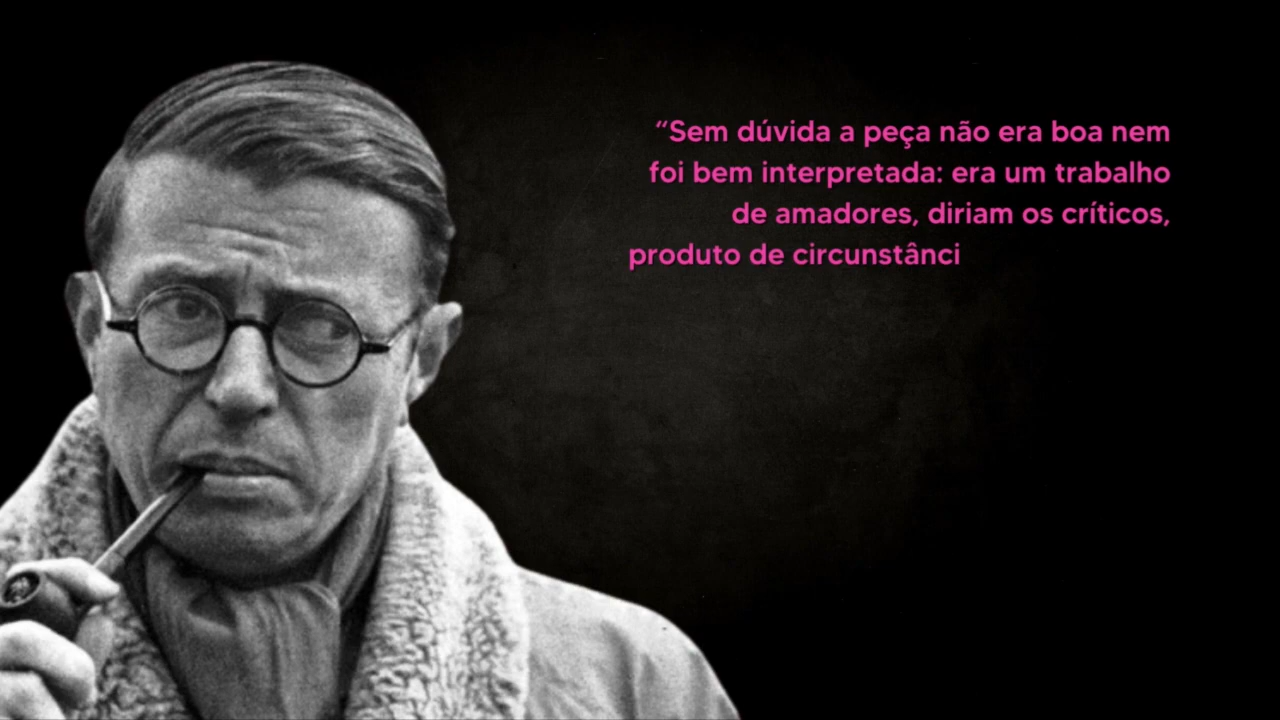 “Sem dúvida a peça não era boa nem
foi bem interpretada: era um trabalho
de amadores, diriam os críticos,
produto de circunstânci